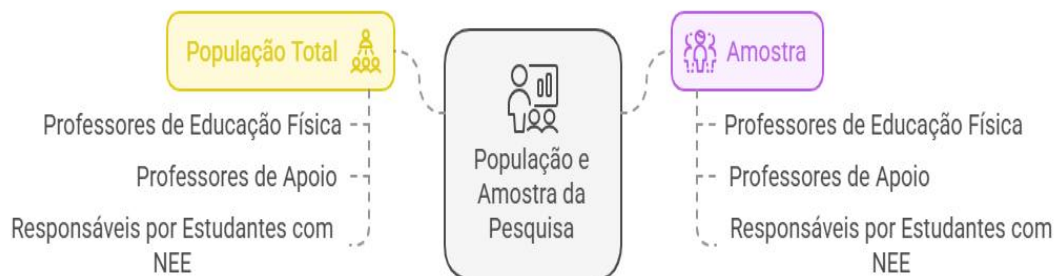 População Total
Professores de Educação Física
Professores de Apoio
Responsáveis por Estudantes com
NEE
População e
Amostra da
Pesquisa
Amostra
Professores de Educação Física
Professores de Apoio
Responsáveis por Estudantes com
NEE